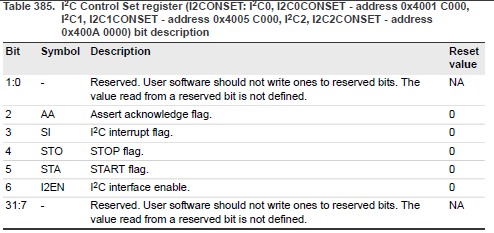 Table 385. I²C Control Set register (I2CONSET: I²C0, I2C0CONSET - address 0x4001 C000,
I²C1, I2C1CONSET - address 0x4005 C000, I²C2, I2C2CONSET - address
0x400A 0000) bit description
Bit Symbol Description Reset
value
1:0 - Reserved. User software should not write ones to reserved bits. The NA
value read from a reserved bit is not defined.
2 AA Assert acknowledge flag. 0
3 SI I²C interrupt flag. 0
4 STO STOP flag. 0
5 STA START flag. 0
6 I2EN I²C interface enable. 0
31:7 - Reserved. User software should not write ones to reserved bits. The NA
value read from a reserved bit is not defined.